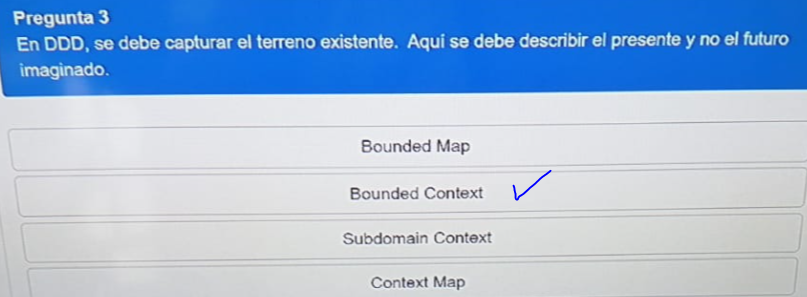 Pregunta 3
En DDD, se debe capturar el terreno existente. Aquí se debe describir el presente y no el futuro
imaginado.
Bounded Map
Bounded Context
Subdomain Context
Context Map